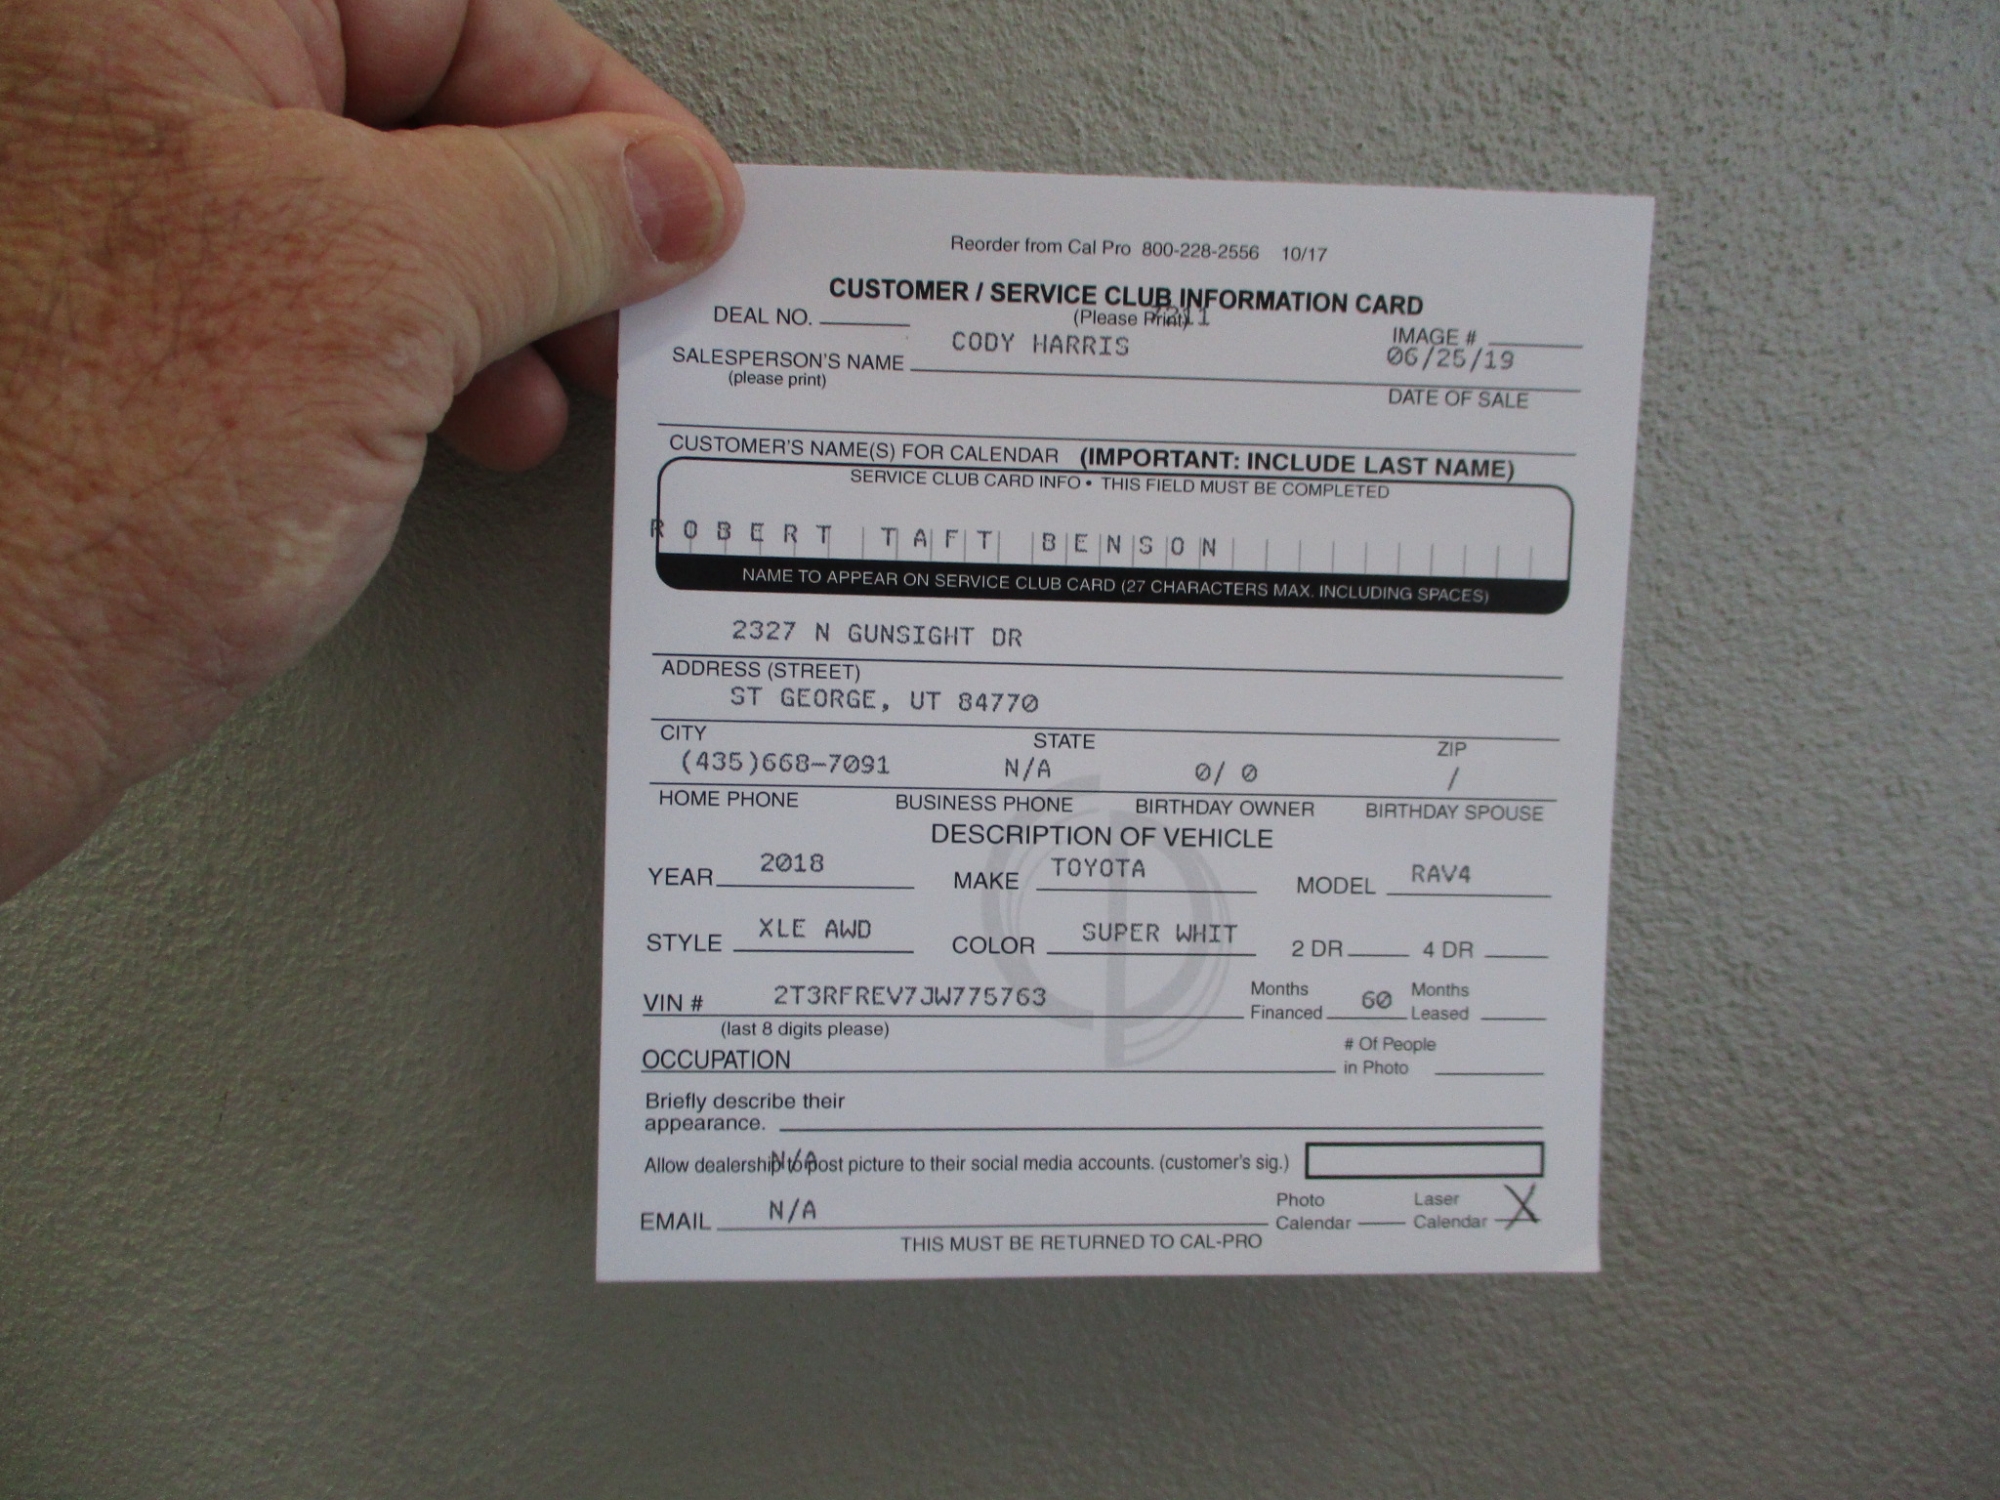 Reorder from Cal Pro 800-228-2556 10/17
CUSTOMER / SERVICE CLUB INFORMATION CARD
DEAL NO. (Please Print) IMAGE #
SALESPERSON'S NAME CODY HARRIS 06/25/19
(please print) DATE OF SALE
CUSTOMER'S NAME(S) FOR CALENDAR (IMPORTANT: INCLUDE LAST NAME)
SERVICE CLUB CARD INFO • THIS FIELD MUST BE COMPLETED
ROBERT TAFT BENSON
NAME TO APPEAR ON SERVICE CLUB CARD (27 CHARACTERS MAX. INCLUDING SPACES)
2327 N GUNSIGHT DR
ADDRESS (STREET)
ST GEORGE, UT 84770
CITY STATE ZIP
(435)668-7091 N/A 0/ 0 /
HOME PHONE BUSINESS PHONE BIRTHDAY OWNER BIRTHDAY SPOUSE
DESCRIPTION OF VEHICLE
YEAR 2018 MAKE TOYOTA MODEL RAV4
STYLE XLE AWD COLOR SUPER WHIT 2 DR 4 DR
VIN # 2T3RFREV7JW775763 Months Financed 60 Months Leased
(last 8 digits please)
OCCUPATION # Of People in Photo
Briefly describe their
appearance.
N/A
Allow dealership to post picture to their social media accounts. (customer's sig.)
EMAIL N/A Photo Calendar Laser Calendar X
THIS MUST BE RETURNED TO CAL-PRO